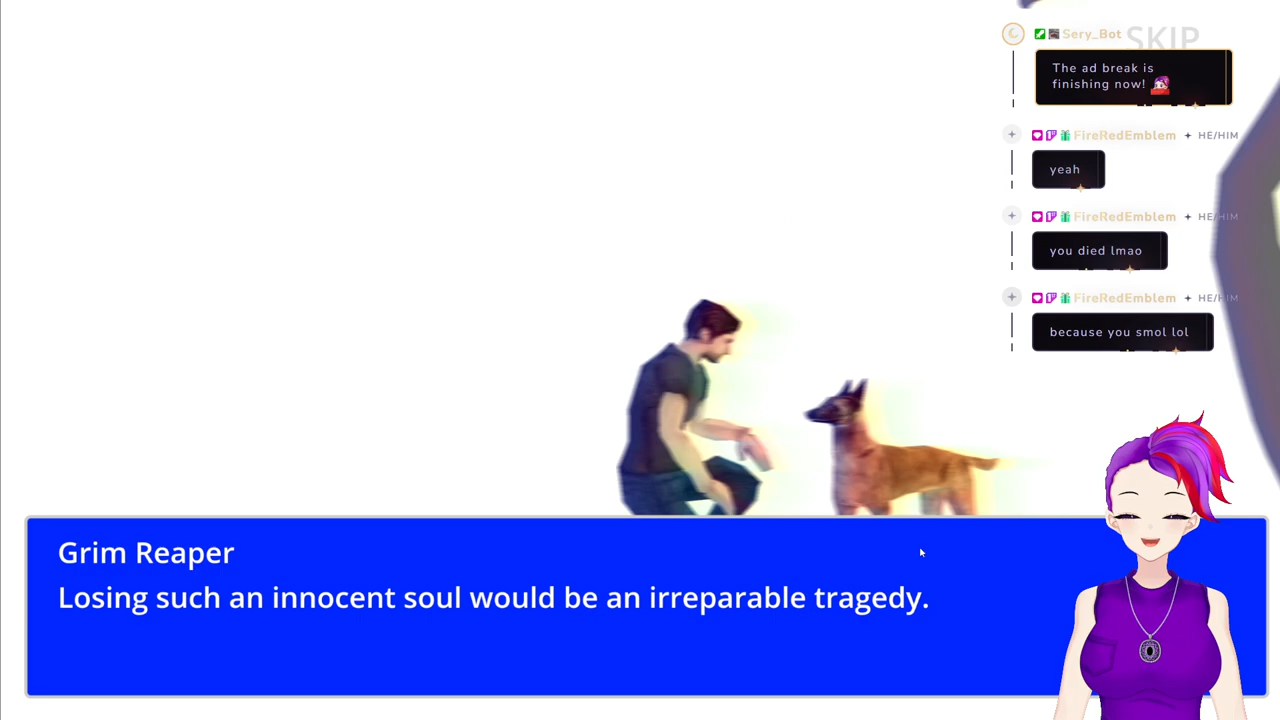 SKIP
Sery_Bot
The ad break is
finishing now!
FireRedEmblem HE/HIM
yeah
FireRedEmblem HE/HIM
you died lmao
FireRedEmblem HE/HIM
because you smol lol
Grim Reaper
Losing such an innocent soul would be an irreparable tragedy.